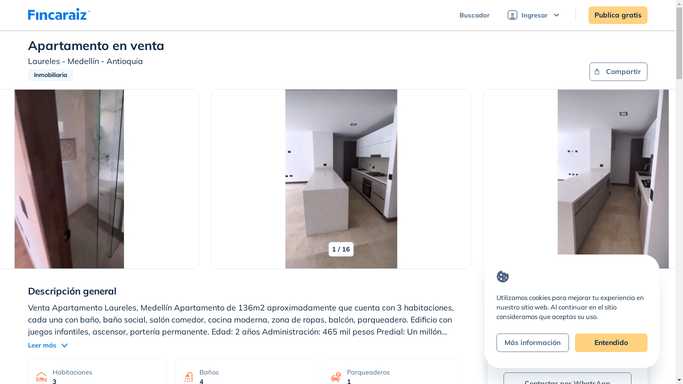 Fincaraiz
Buscador
Ingresar
Publica gratis
Apartamento en venta
Laureles - Medellín - Antioquia
Inmobiliaria
Compartir
1 / 16
Descripción general
Venta Apartamento Laureles, Medellín Apartamento de 136m2 aproximadamente que cuenta con 3 habitaciones,
cada una con baño, baño social, salón comedor, cocina moderna, zona de ropas, balcón, parqueadero. Edificio con
juegos infantiles, ascensor, portería permanente. Edad: 2 años Administración: 465 mil pesos Predial: Un millón...
Leer más
Habitaciones
3
Baños
4
Parqueaderos
1
Utilizamos cookies para mejorar tu experiencia en
nuestro sitio web. Al continuar en el sitio
consideramos que aceptas su uso.
Más información
Entendido
Contactar por WhatsApp